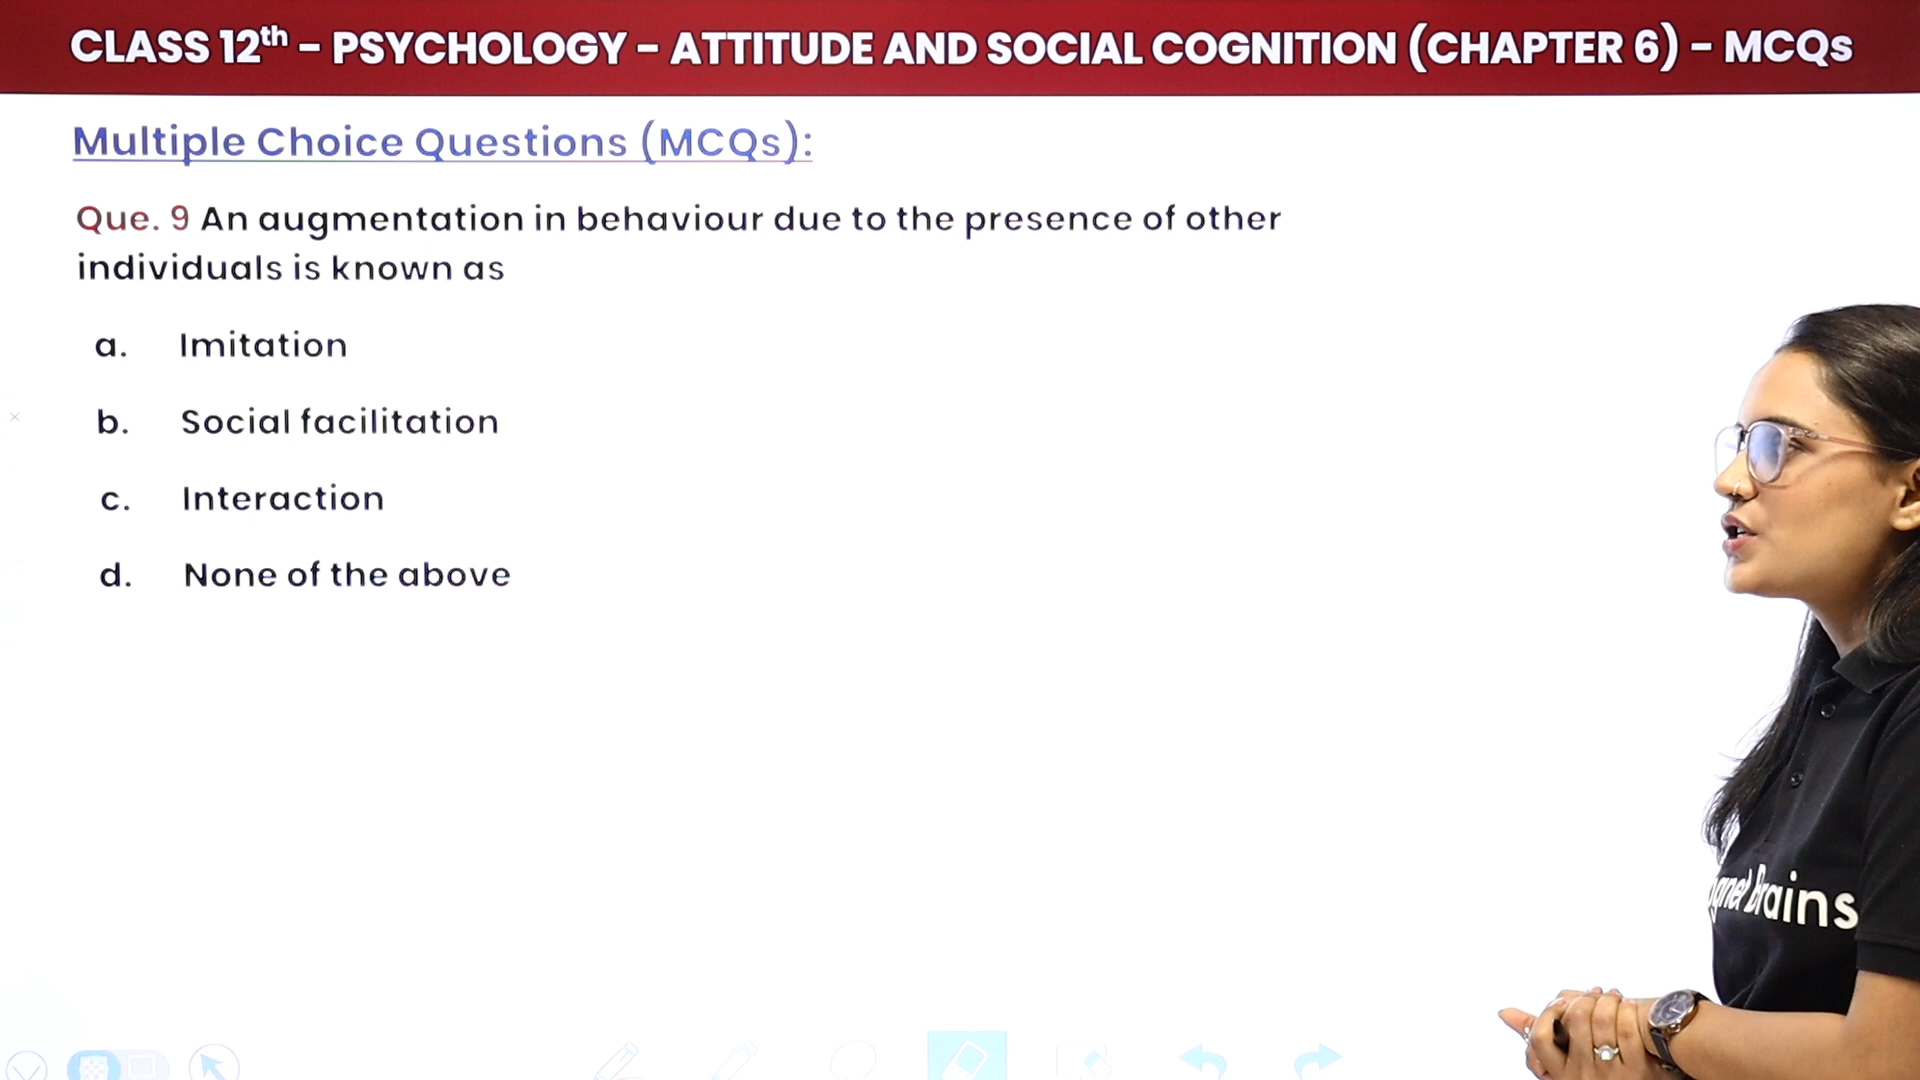 CLASS 12th – PSYCHOLOGY – ATTITUDE AND SOCIAL COGNITION (CHAPTER 6) – MCQs
Multiple Choice Questions (MCQs):
Que. 9 An augmentation in behaviour due to the presence of other
individuals is known as
a. Imitation
b. Social facilitation
c. Interaction
d. None of the above
Brains